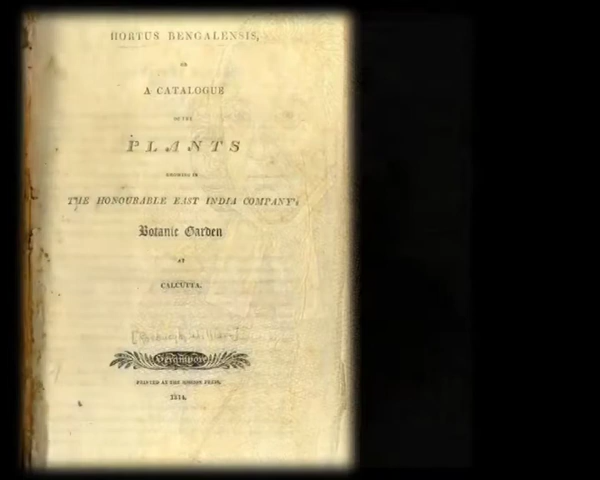 HORTUS BENGALENSIS,
OR
A CATALOGUE
OF THE
PLANTS
GROWING IN
THE HONOURABLE EAST INDIA COMPANY's
Botanic Garden
AT
CALCUTTA.
Serampore
PRINTED AT THE MISSION PRESS.
1814.